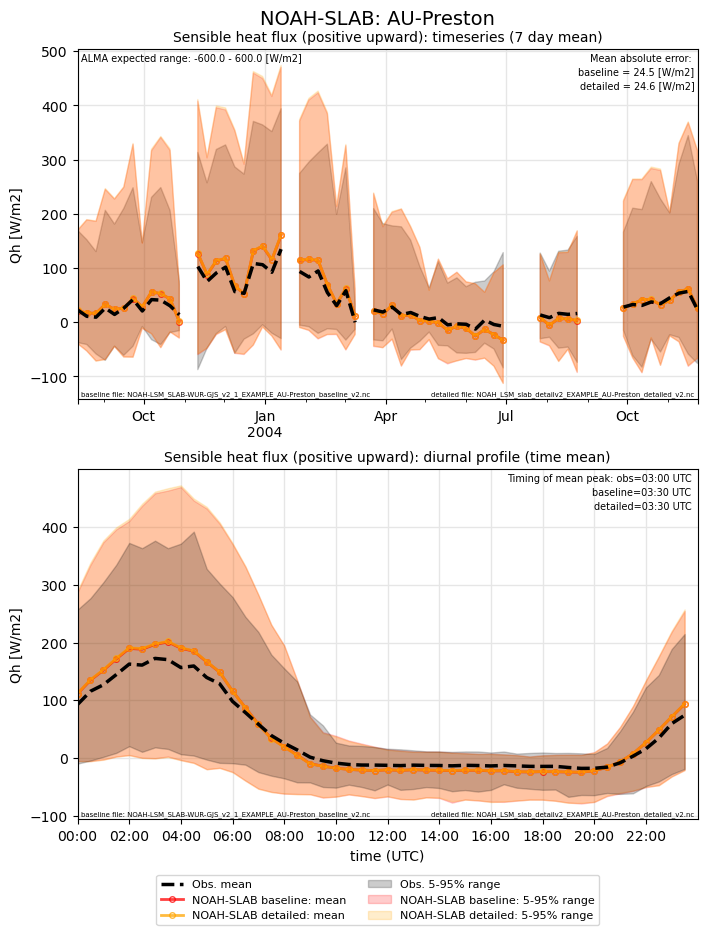 NOAH-SLAB: AU-Preston
Sensible heat flux (positive upward): timeseries (7 day mean)
ALMA expected range: -600.0 - 600.0 [W/m2]
Mean absolute error:
baseline = 24.5 [W/m2]
detailed = 24.6 [W/m2]
500
400
300
200
100
0
−100
Qh [W/m2]
baseline file: NOAH-LSM_SLAB-WUR-GJS_v2_1_EXAMPLE_AU-Preston_baseline_v2.nc
detailed file: NOAH_LSM_slab_detailv2_EXAMPLE_AU-Preston_detailed_v2.nc
Oct Jan Apr Jul Oct
2004
Sensible heat flux (positive upward): diurnal profile (time mean)
Timing of mean peak: obs=03:00 UTC
baseline=03:30 UTC
detailed=03:30 UTC
400
300
200
100
0
−100
Qh [W/m2]
baseline file: NOAH-LSM_SLAB-WUR-GJS_v2_1_EXAMPLE_AU-Preston_baseline_v2.nc
detailed file: NOAH_LSM_slab_detailv2_EXAMPLE_AU-Preston_detailed_v2.nc
00:00 02:00 04:00 06:00 08:00 10:00 12:00 14:00 16:00 18:00 20:00 22:00
time (UTC)
Obs. mean
NOAH-SLAB baseline: mean
NOAH-SLAB detailed: mean
Obs. 5-95% range
NOAH-SLAB baseline: 5-95% range
NOAH-SLAB detailed: 5-95% range